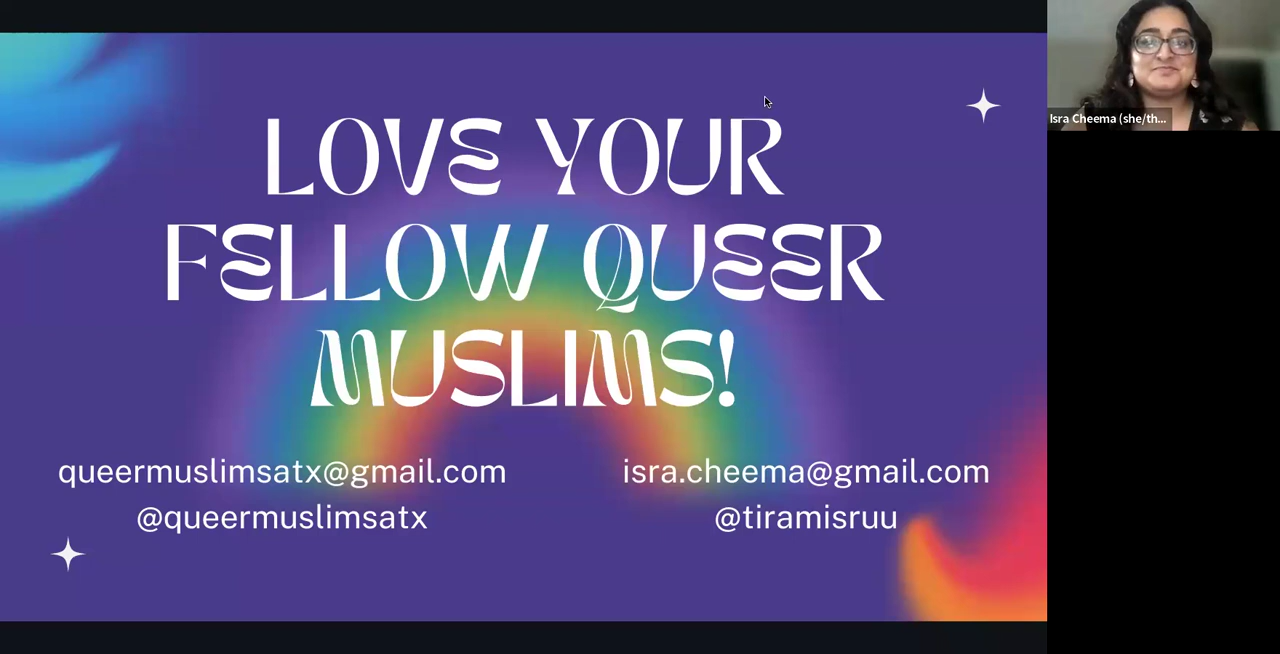 LOVE YOUR
FELLOW QUEER
MUSLIMS!
queermuslimsatx@gmail.com
@queermuslimsatx
isra.cheema@gmail.com
@tiramisruu
Isra Cheema (she/th...